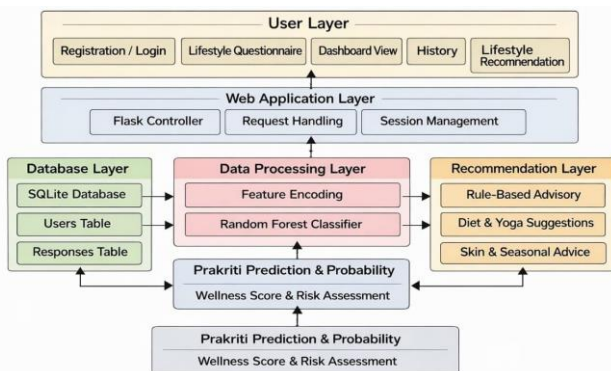 User Layer
Registration / Login
Lifestyle Questionnaire
Dashboard View
History
Lifestyle
Recomnendation
Web Application Layer
Flask Controller
Request Handling
Session Management
Database Layer
SQLite Database
Users Table
Responses Table
Data Processing Layer
Feature Encoding
Random Forest Classifier
Recommendation Layer
Rule-Based Advisory
Diet & Yoga Suggestions
Skin & Seasonal Advice
Prakriti Prediction & Probability
Wellness Score & Risk Assessment
Prakriti Prediction & Probability
Wellness Score & Risk Assessment